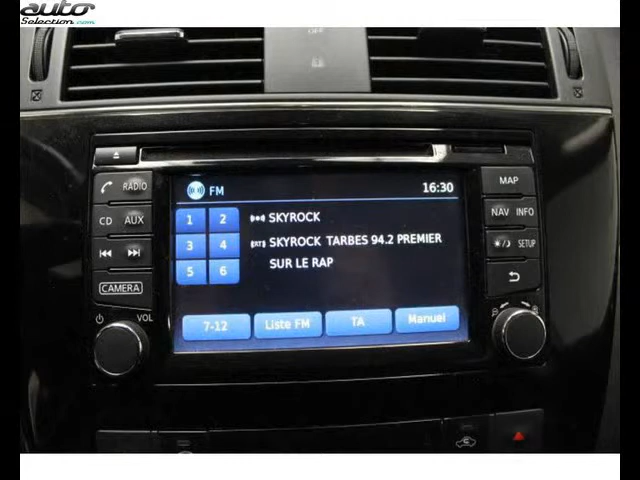 auto
Selection.com
OFF
RADIO
CD AUX
CAMERA
VOL
FM 16:30
1 2 SKYROCK
3 4 SKYROCK TARBES 94.2 PREMIER
5 6 SUR LE RAP
7-12 Liste FM TA Manuel
MAP
NAV INFO
SETUP